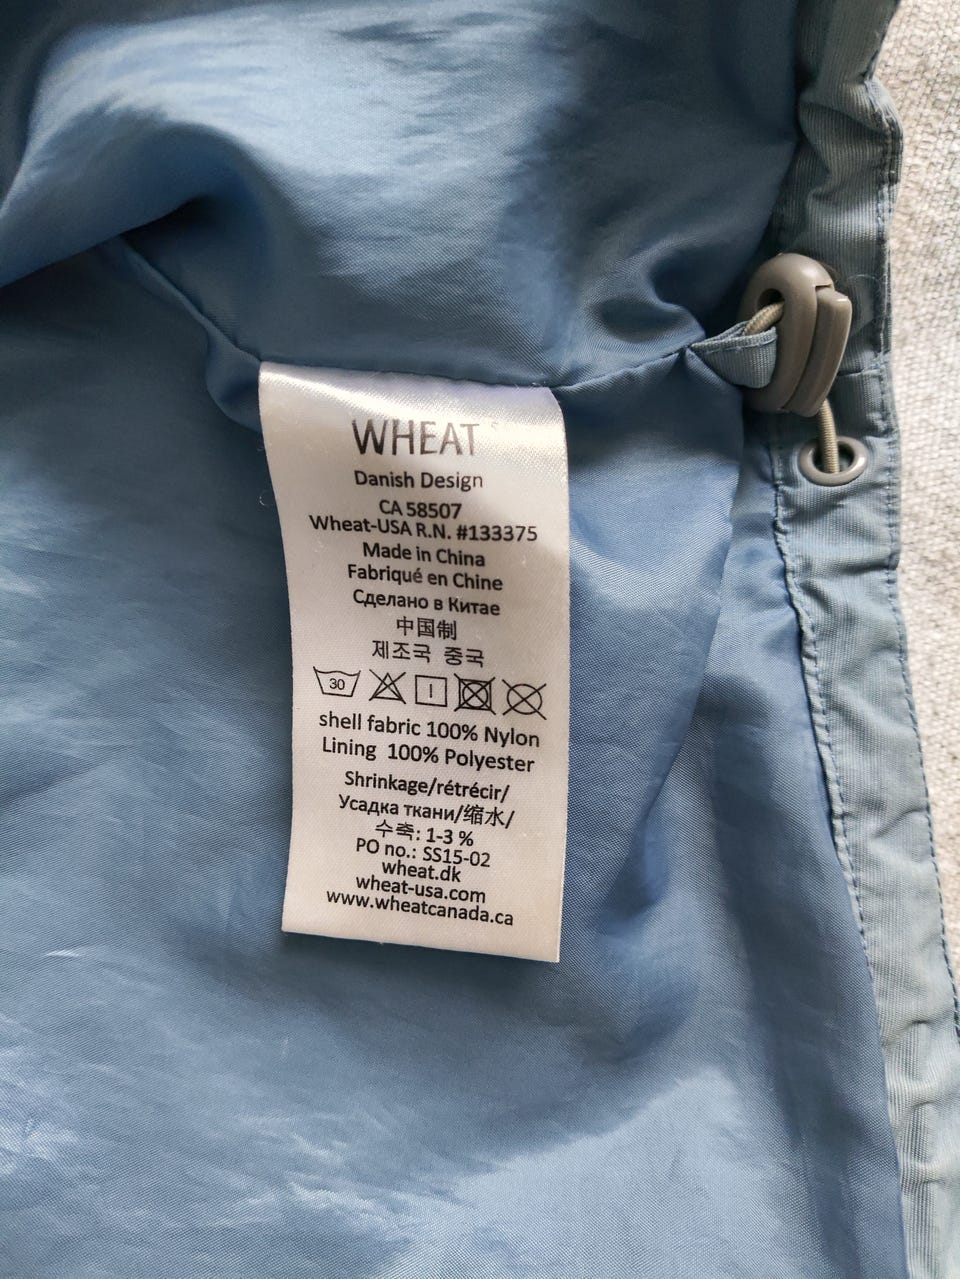 WHEAT
Danish Design
CA 58507
Wheat-USA R.N. #133375
Made in China
Fabriqué en Chine
Сделано в Китае
中国制
제조국 중국
30
shell fabric 100% Nylon
Lining 100% Polyester
Shrinkage/rétrécir/
Усадка ткани/缩水/
수축: 1-3 %
PO no.: SS15-02
wheat.dk
wheat-usa.com
www.wheatcanada.ca